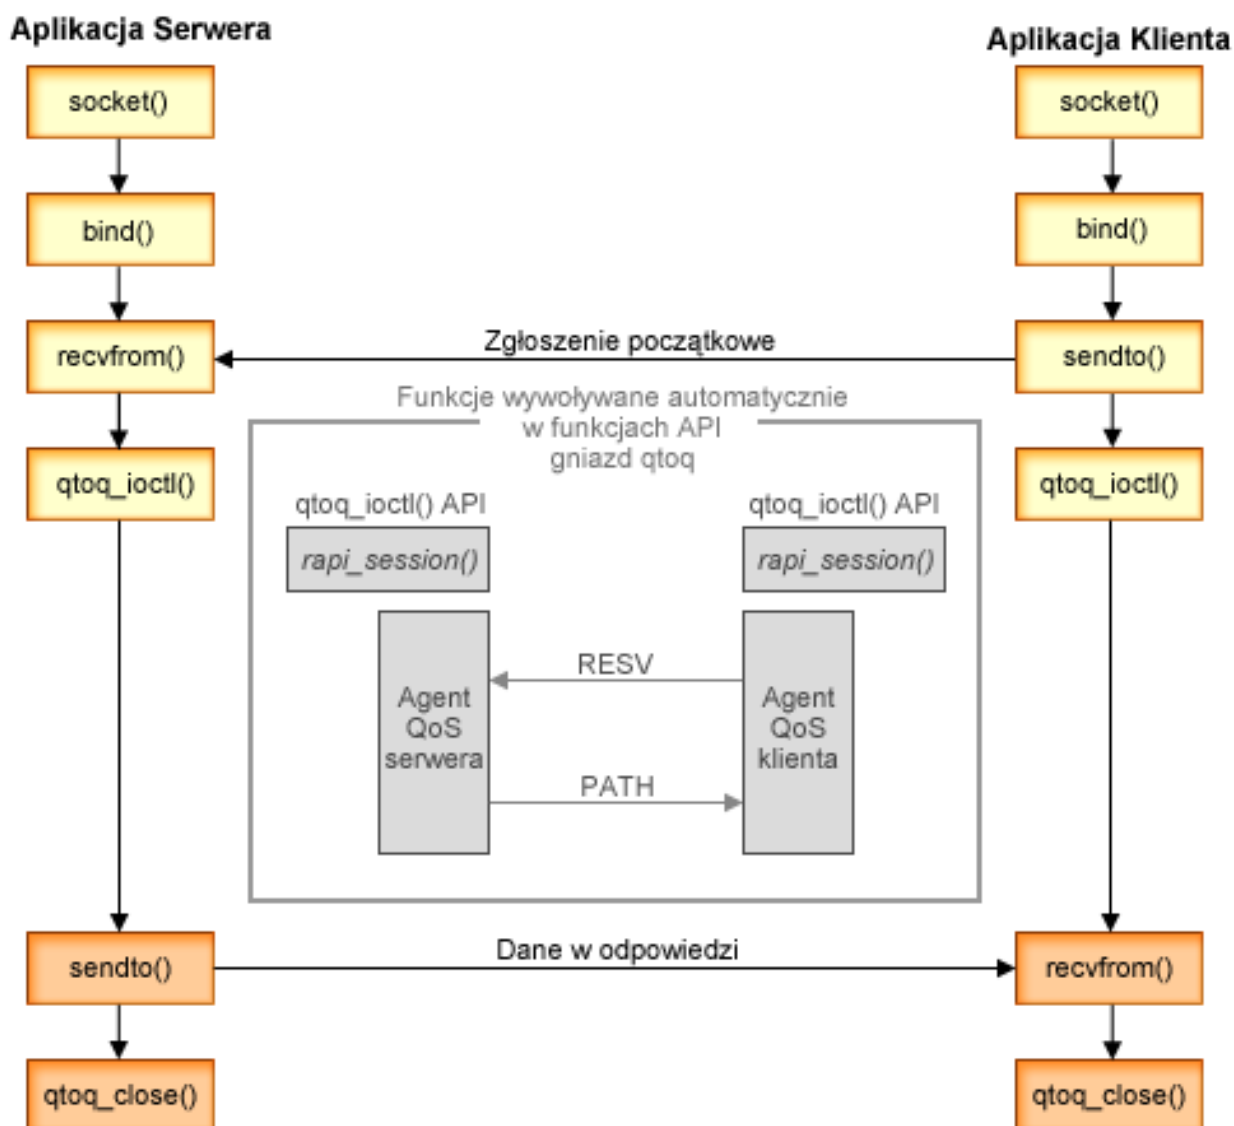 Aplikacja Serwera
Aplikacja Klienta
socket()
socket()
bind()
bind()
recvfrom()
Zgłoszenie początkowe
sendto()
Funkcje wywoływane automatycznie
w funkcjach API
gniazd qtoq
qtoq_ioctl()
qtoq_ioctl()
qtoq_ioctl() API
qtoq_ioctl() API
rapi_session()
rapi_session()
RESV
Agent
QoS
serwera
Agent
QoS
klienta
PATH
sendto()
Dane w odpowiedzi
recvfrom()
qtoq_close()
qtoq_close()